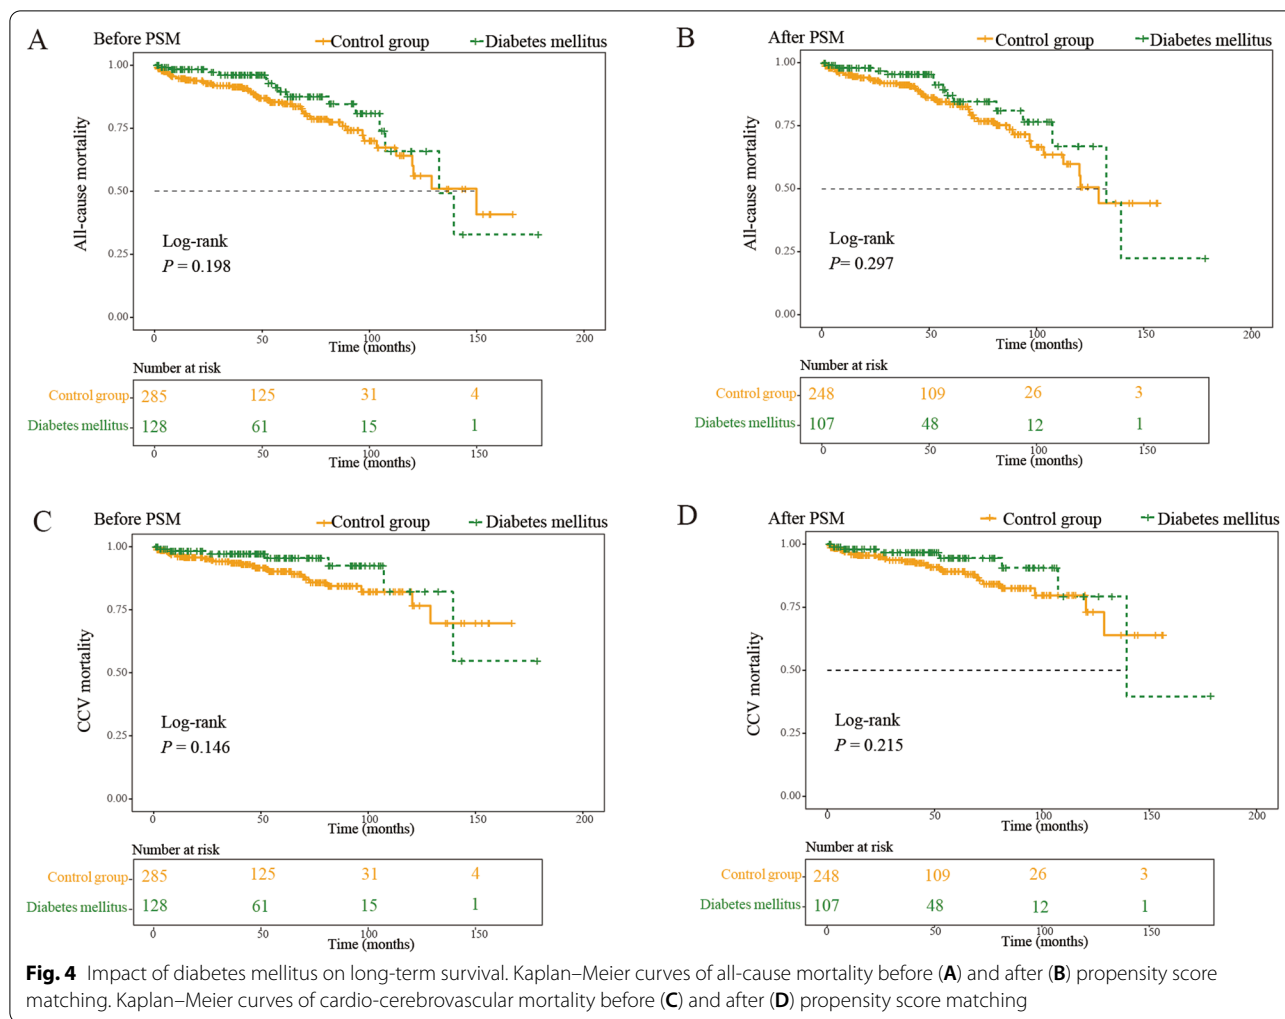 A
Before PSM
Control group
Diabetes mellitus
1.00
0.75
0.50
0.25
0.00
All-cause mortality
Log-rank
P = 0.198
0
50
100
150
200
Time (months)
Number at risk
Control group 285 125 31 4
Diabetes mellitus 128 61 15 1
0 50 100 150
Time (months)
B
After PSM
Control group
Diabetes mellitus
1.00
0.75
0.50
0.25
0.00
All-cause mortality
Log-rank
P= 0.297
0
50
100
150
200
Time (months)
Number at risk
Control group 248 109 26 3
Diabetes mellitus 107 48 12 1
0 50 100 150
Time (months)
C
Before PSM
Control group
Diabetes mellitus
1.00
0.75
0.50
0.25
0.00
CCV mortality
Log-rank
P = 0.146
0
50
100
150
200
Time (months)
Number at risk
Control group 285 125 31 4
Diabetes mellitus 128 61 15 1
0 50 100 150
Time (months)
D
After PSM
Control group
Diabetes mellitus
1.00
0.75
0.50
0.25
0.00
CCV mortality
Log-rank
P = 0.215
0
50
100
150
200
Time (months)
Number at risk
Control group 248 109 26 3
Diabetes mellitus 107 48 12 1
0 50 100 150
Time (months)
Fig. 4 Impact of diabetes mellitus on long-term survival. Kaplan–Meier curves of all-cause mortality before (A) and after (B) propensity score
matching. Kaplan–Meier curves of cardio-cerebrovascular mortality before (C) and after (D) propensity score matching